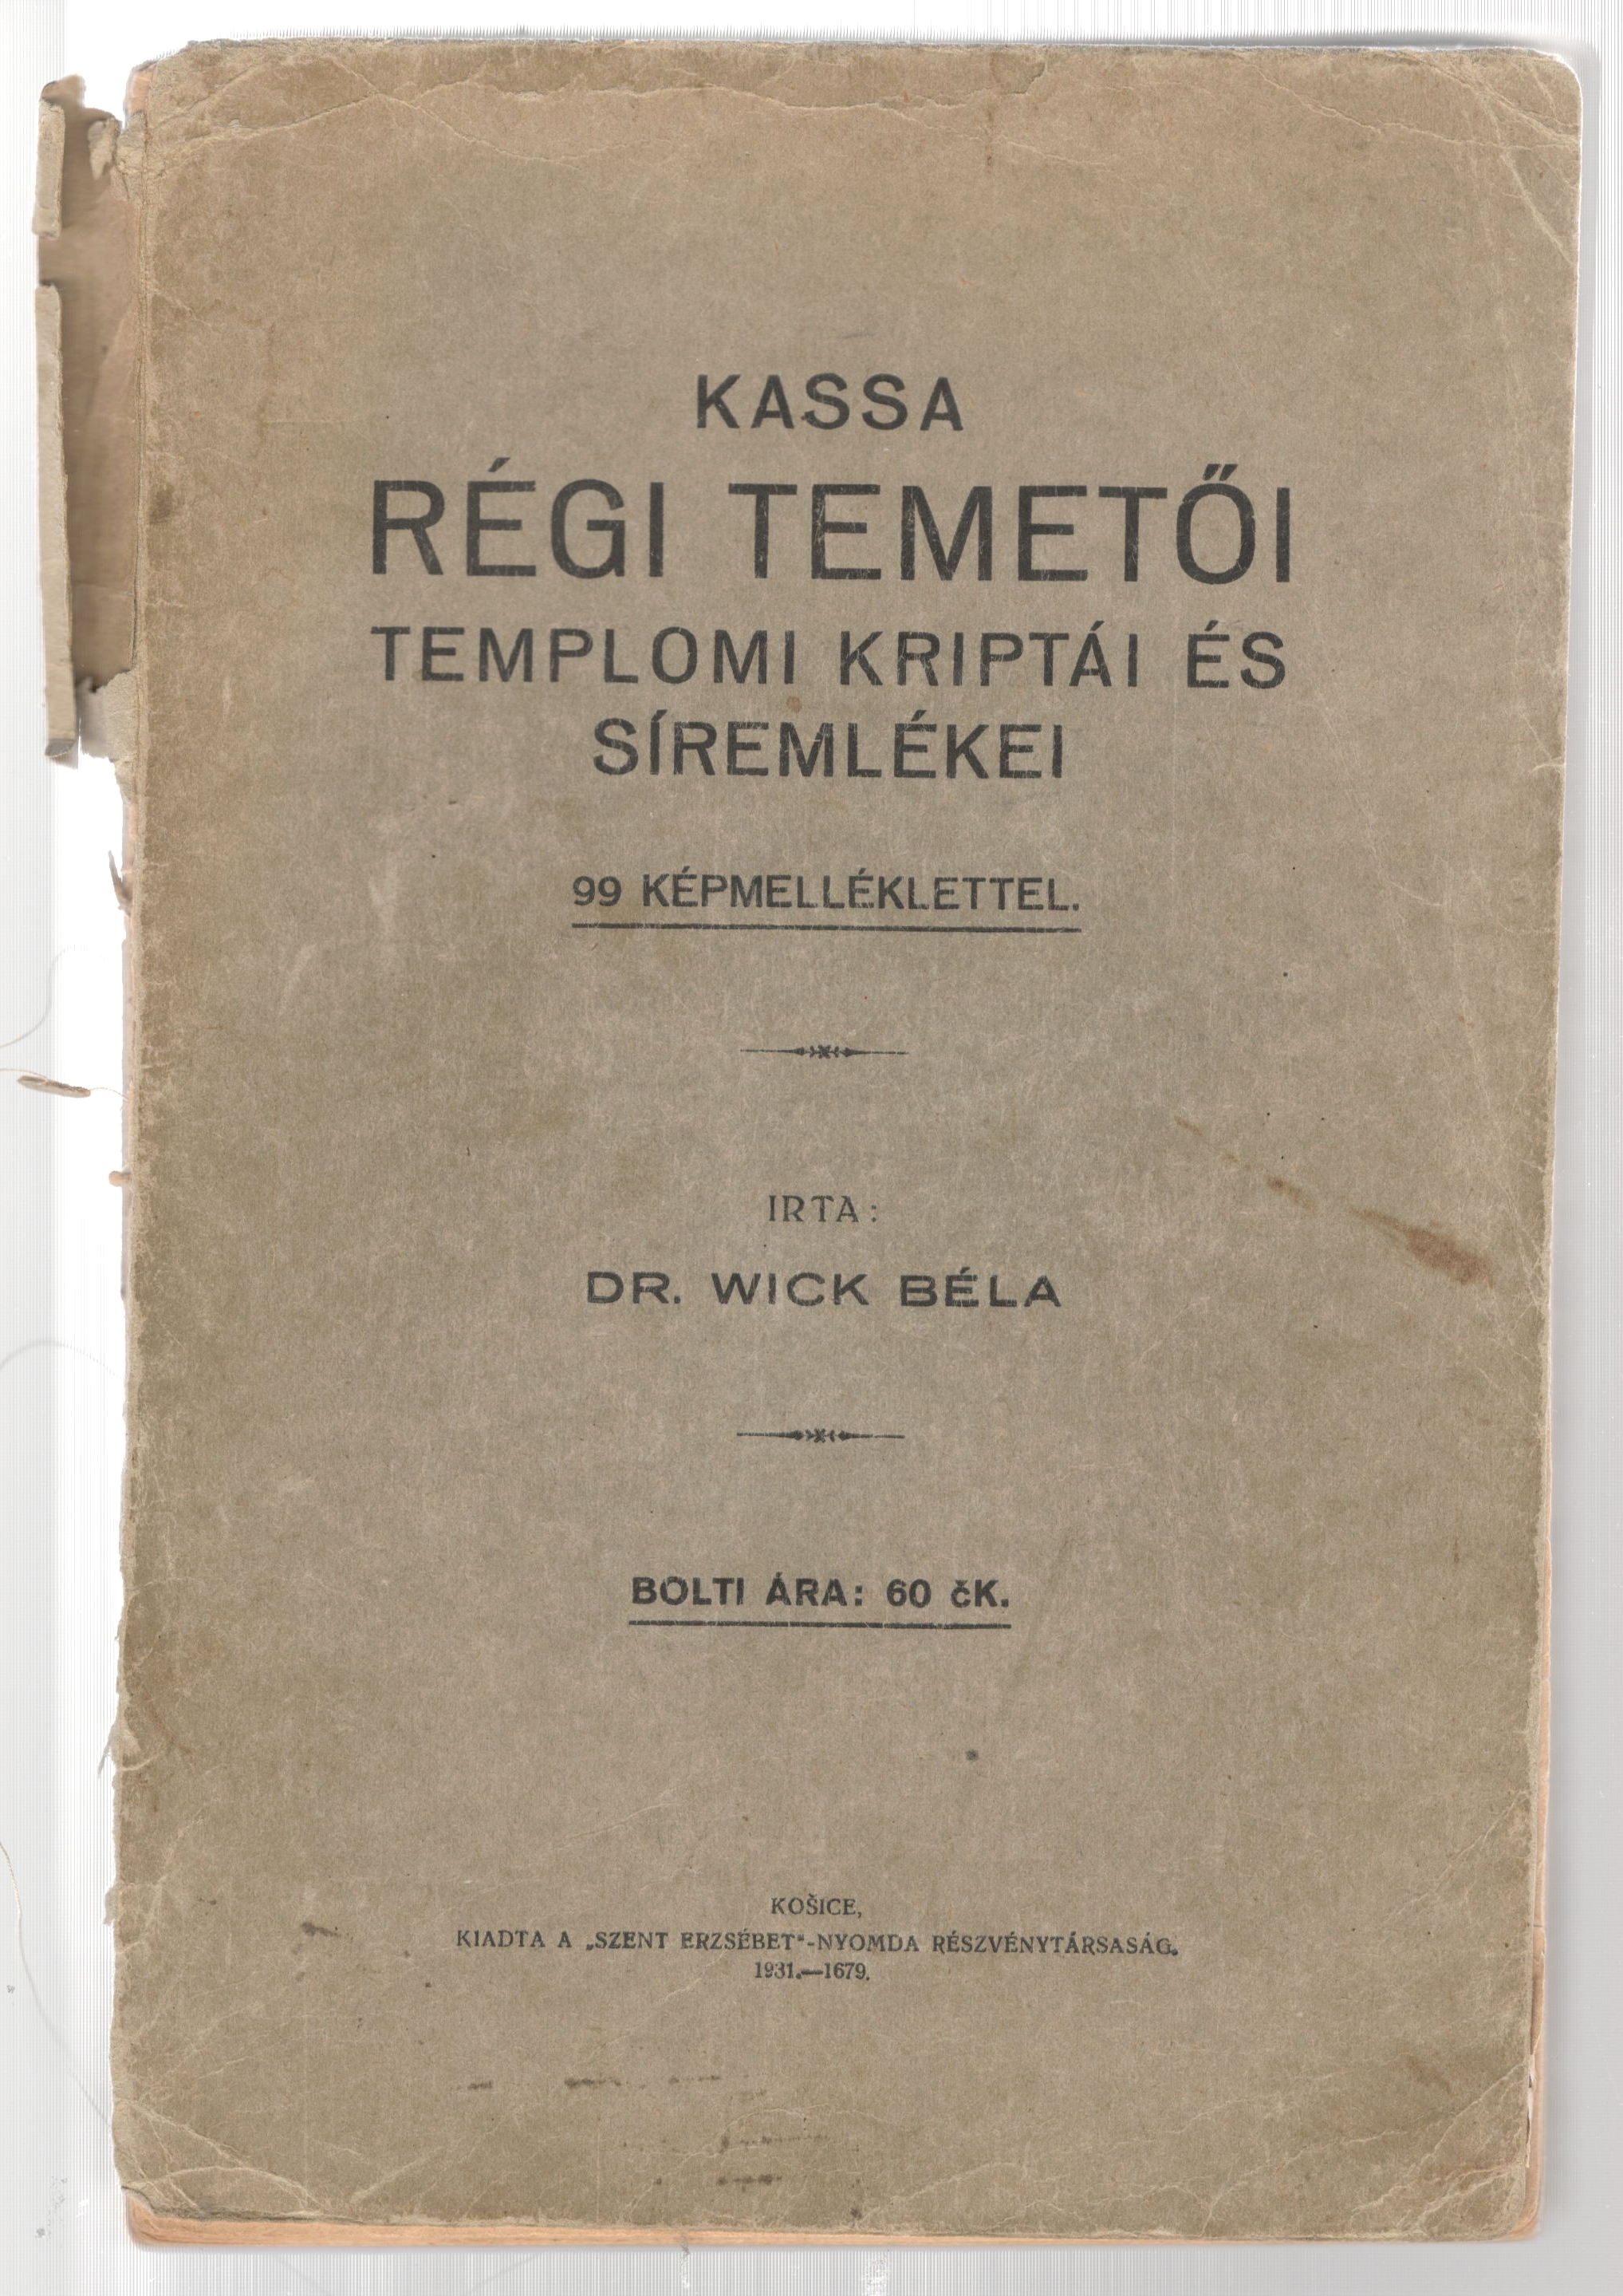 KASSA
RÉGI TEMETŐI
TEMPLOMI KRIPTÁI ÉS
SÍREMLÉKEI
99 KÉPMELLÉKLETTEL.
IRTA:
DR. WICK BÉLA
BOLTI ÁRA: 60 čK.
KOŠICE,
KIADTA A „SZENT ERZSÉBET“-NYOMDA RÉSZVÉNYTÁRSASÁG.
1931.—1679.